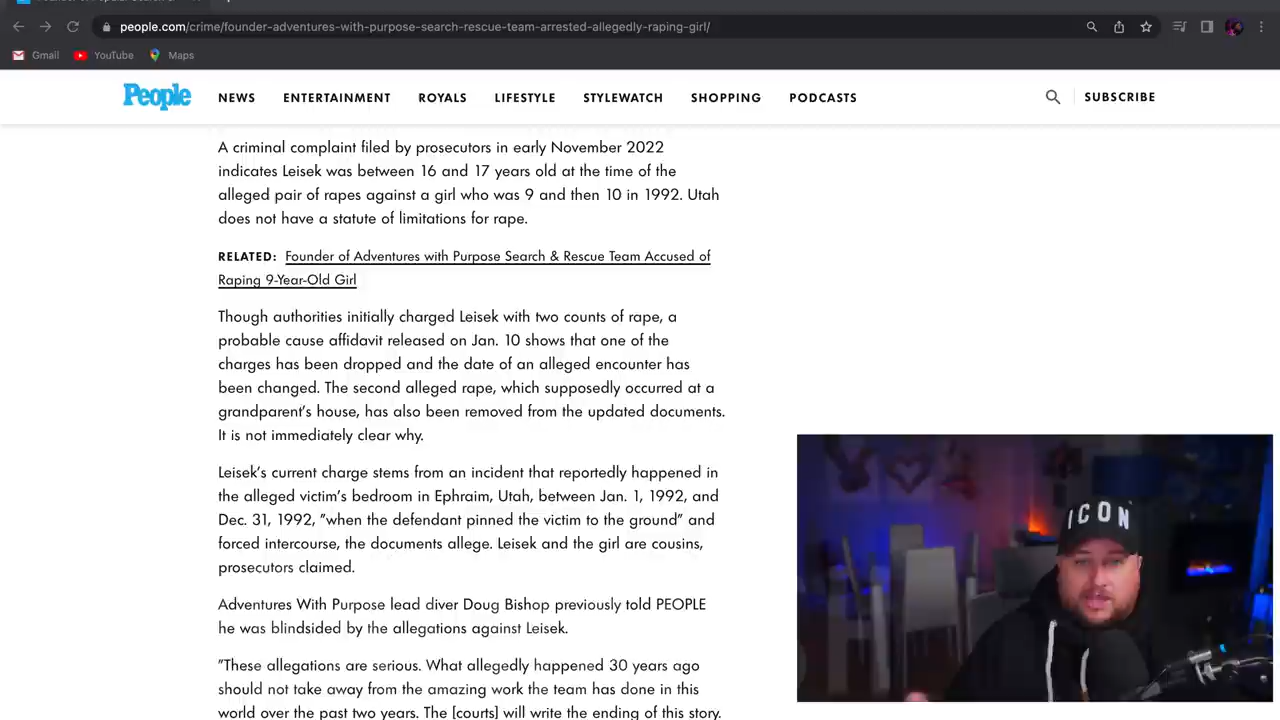 people.com/crime/founder-adventures-with-purpose-search-rescue-team-arrested-allegedly-raping-girl/
Gmail YouTube Maps
People NEWS ENTERTAINMENT ROYALS LIFESTYLE STYLEWATCH SHOPPING PODCASTS SUBSCRIBE
A criminal complaint filed by prosecutors in early November 2022
indicates Leisek was between 16 and 17 years old at the time of the
alleged pair of rapes against a girl who was 9 and then 10 in 1992. Utah
does not have a statute of limitations for rape.
RELATED: Founder of Adventures with Purpose Search & Rescue Team Accused of
Raping 9-Year-Old Girl
Though authorities initially charged Leisek with two counts of rape, a
probable cause affidavit released on Jan. 10 shows that one of the
charges has been dropped and the date of an alleged encounter has
been changed. The second alleged rape, which supposedly occurred at a
grandparent's house, has also been removed from the updated documents.
It is not immediately clear why.
Leisek's current charge stems from an incident that reportedly happened in
the alleged victim's bedroom in Ephraim, Utah, between Jan. 1, 1992, and
Dec. 31, 1992, "when the defendant pinned the victim to the ground" and
forced intercourse, the documents allege. Leisek and the girl are cousins,
prosecutors claimed.
Adventures With Purpose lead diver Doug Bishop previously told PEOPLE
he was blindsided by the allegations against Leisek.
"These allegations are serious. What allegedly happened 30 years ago
should not take away from the amazing work the team has done in this
world over the past two years. The [courts] will write the ending of this story.
ICON